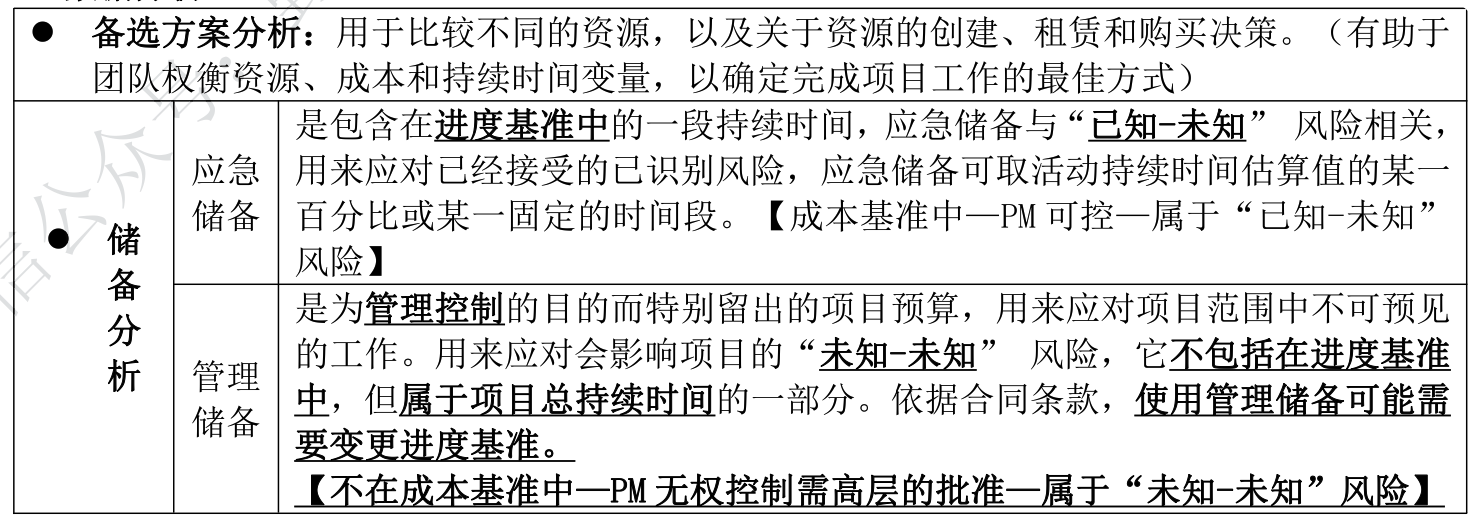 ● 备选方案分析：用于比较不同的资源，以及关于资源的创建、租赁和购买决策。（有助于
团队权衡资源、成本和持续时间变量，以确定完成项目工作的最佳方式）
● 储备分析
应急储备
是包含在进度基准中的一段持续时间，应急储备与“已知-未知” 风险相关，
用来应对已经接受的已识别风险，应急储备可取活动持续时间估算值的某一
百分比或某一固定的时间段。【成本基准中—PM 可控—属于“已知-未知”
风险】
管理储备
是为管理控制的目的而特别留出的项目预算，用来应对项目范围中不可预见
的工作。用来应对会影响项目的“未知-未知” 风险，它不包括在进度基准
中，但属于项目总持续时间的一部分。依据合同条款，使用管理储备可能需
要变更进度基准。
【不在成本基准中—PM 无权控制需高层的批准—属于“未知-未知”风险】
信公众号